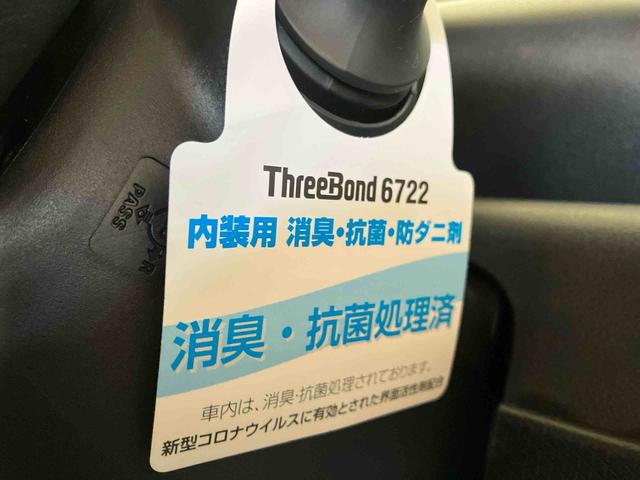 ThreeBond 6722
内装用 消臭・抗菌・防ダニ剤
消臭・抗菌処理済
車内は、消臭・抗菌処理されております。
新型コロナウイルスに有効とされた界面活性剤配合
PASS